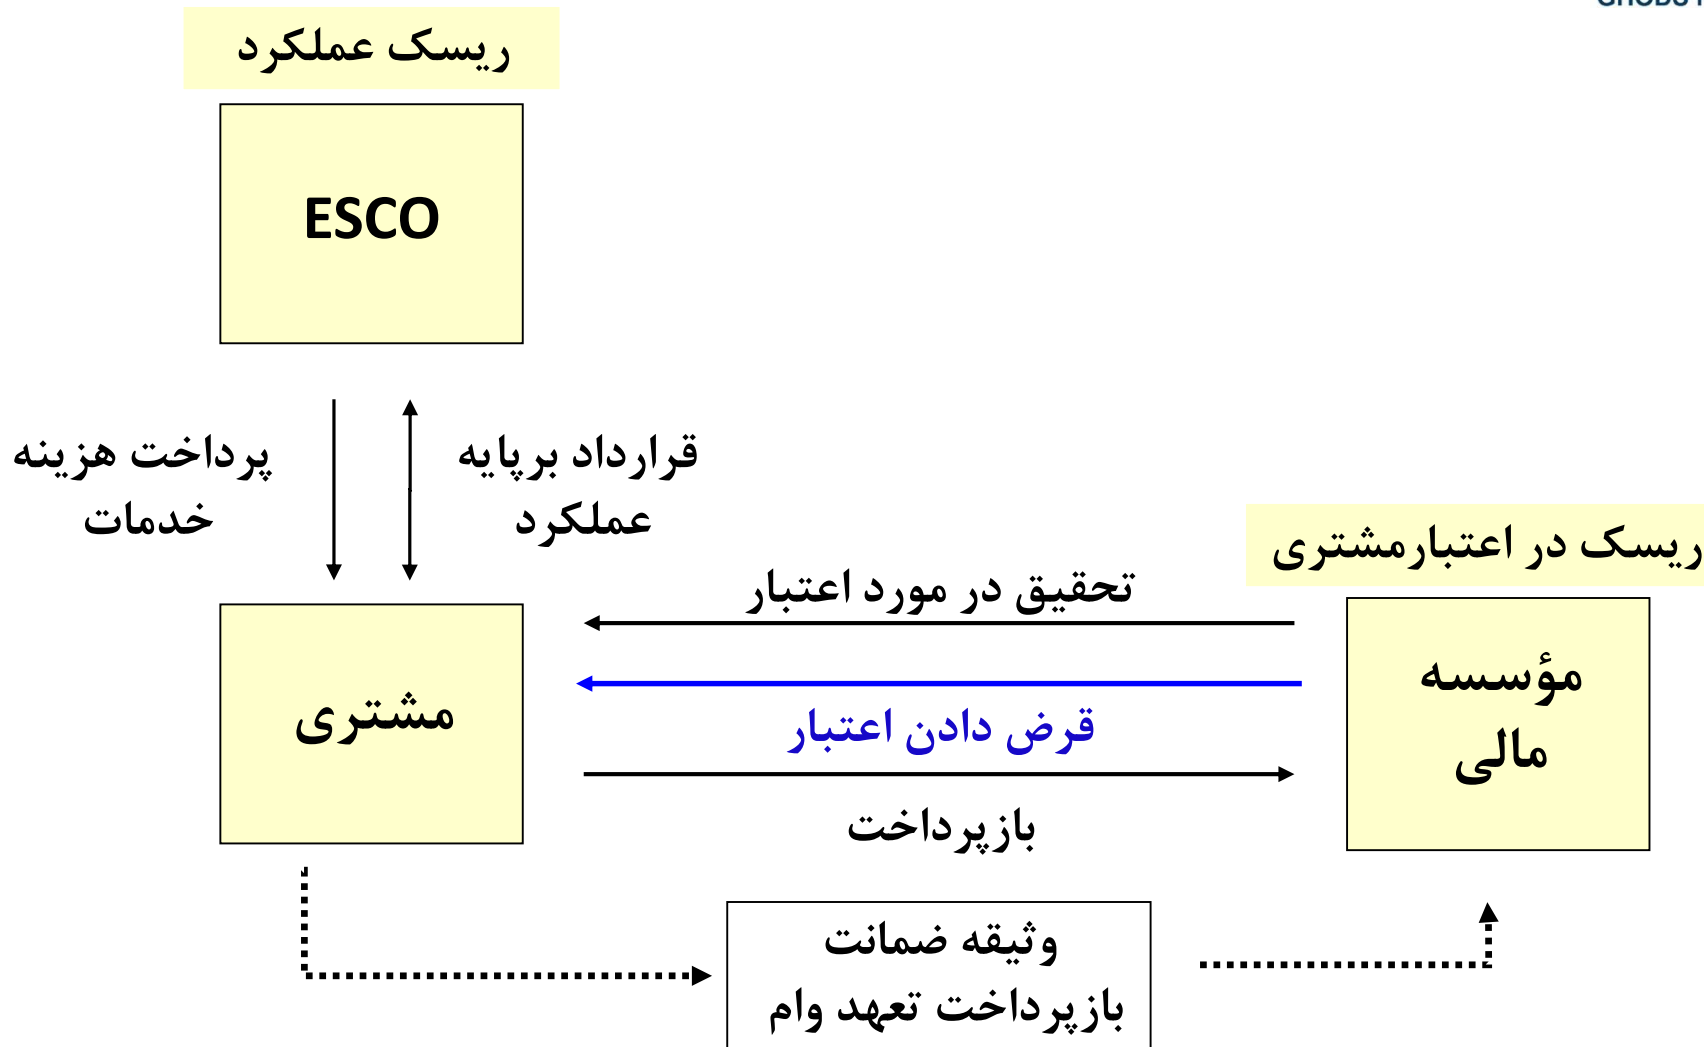 ریسک عملکرد
ESCO
پرداخت هزینه
خدمات
قرارداد برپایه
عملکرد
ریسک در اعتبارمشتری
تحقیق در مورد اعتبار
مشتری
قرض دادن اعتبار
مؤسسه
مالی
بازپرداخت
وثیقه ضمانت
بازپرداخت تعهد وام